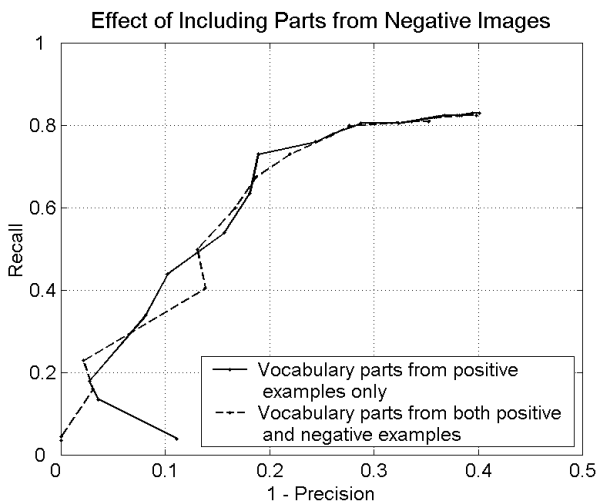 Effect of Including Parts from Negative Images
1
0.8
0.6
0.4
0.2
0
Recall
Vocabulary parts from positive
examples only
Vocabulary parts from both positive
and negative examples
0 0.1 0.2 0.3 0.4 0.5
1 - Precision